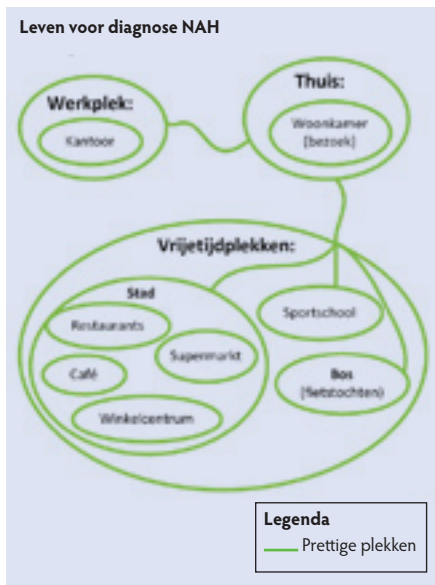 Leven voor diagnose NAH
Thuis:
Werkplek:
Woonkamer
(bezoek)
Kantoor
Vrijetijdplekken:
Stad
Restaurants
Sportschool
Supermarkt
Café
Bos
(fietstochten)
Winkelcentrum
Legenda
Prettige plekken